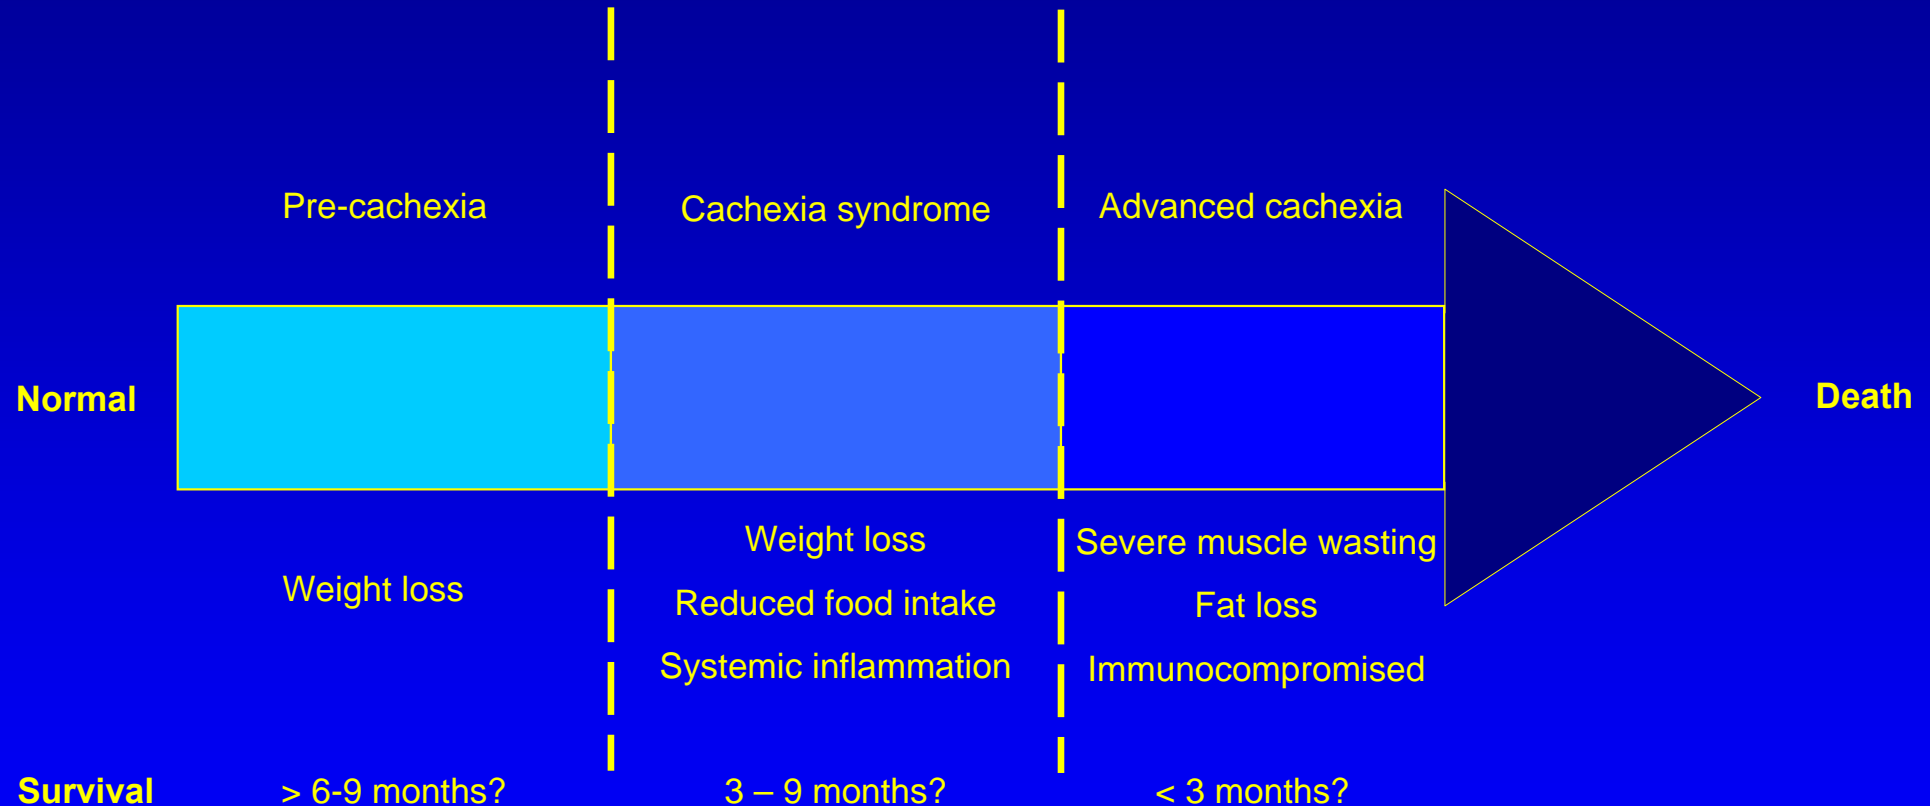 Pre-cachexia
Cachexia syndrome
Advanced cachexia
Normal
Death
Weight loss
Weight loss
Reduced food intake
Systemic inflammation
Severe muscle wasting
Fat loss
Immunocompromised
Survival
> 6-9 months?
3 – 9 months?
< 3 months?